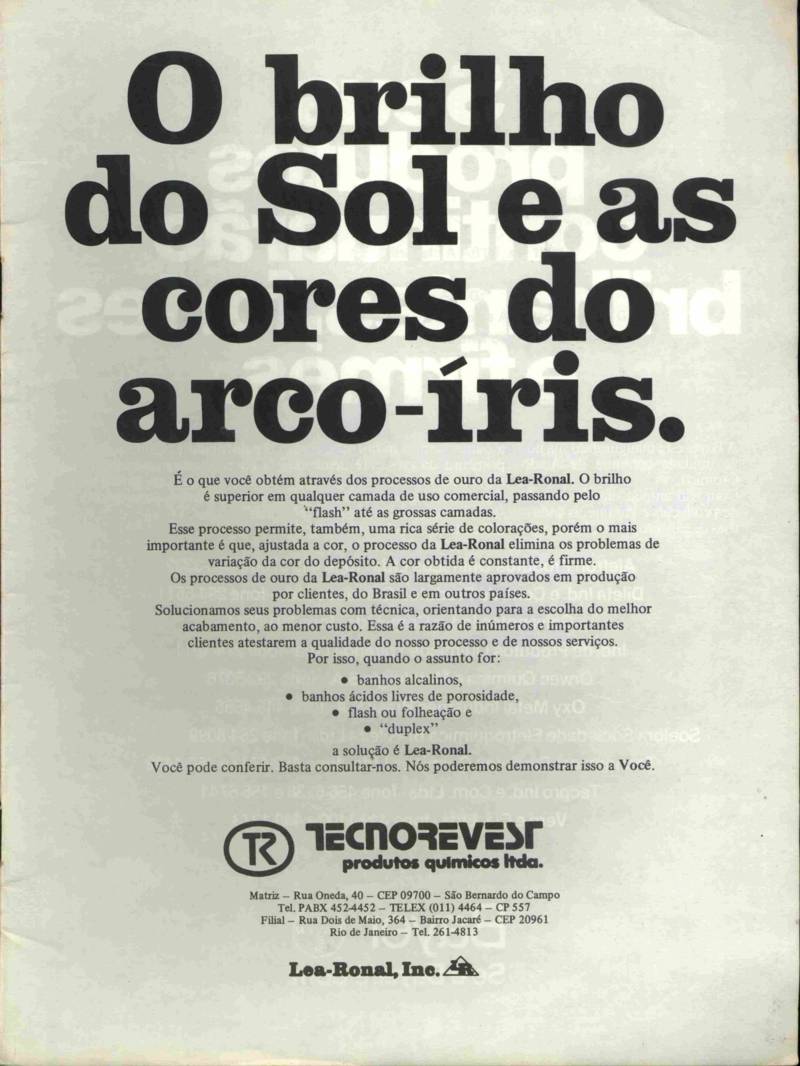 O brilho
do Sol e as
cores do
arco-íris.
É o que você obtém através dos processos de ouro da Lea-Ronal. O brilho
é superior em qualquer camada de uso comercial, passando pelo
“flash” até as grossas camadas.
Esse processo permite, também, uma rica série de colorações, porém o mais
importante é que, ajustada a cor, o processo da Lea-Ronal elimina os problemas de
variação da cor do depósito. A cor obtida é constante, é firme.
Os processos de ouro da Lea-Ronal são largamente aprovados em produção
por clientes, do Brasil e em outros países.
Solucionamos seus problemas com técnica, orientando para a escolha do melhor
acabamento, ao menor custo. Essa é a razão de inúmeros e importantes
clientes atestarem a qualidade do nosso processo e de nossos serviços.
Por isso, quando o assunto for:
• banhos alcalinos,
• banhos ácidos livres de porosidade,
• flash ou folheação e
• “duplex”
a solução é Lea-Ronal.
Você pode conferir. Basta consultar-nos. Nós poderemos demonstrar isso a Você.
TR TECNOREVEST
produtos químicos ltda.
Matriz – Rua Oneda, 40 – CEP 09700 – São Bernardo do Campo
Tel. PABX 452-4452 – TELEX (011) 4464 – CP 557
Filial – Rua Dois de Maio, 364 – Bairro Jacaré – CEP 20961
Rio de Janeiro – Tel. 261-4813
Lea-Ronal, Inc. LR